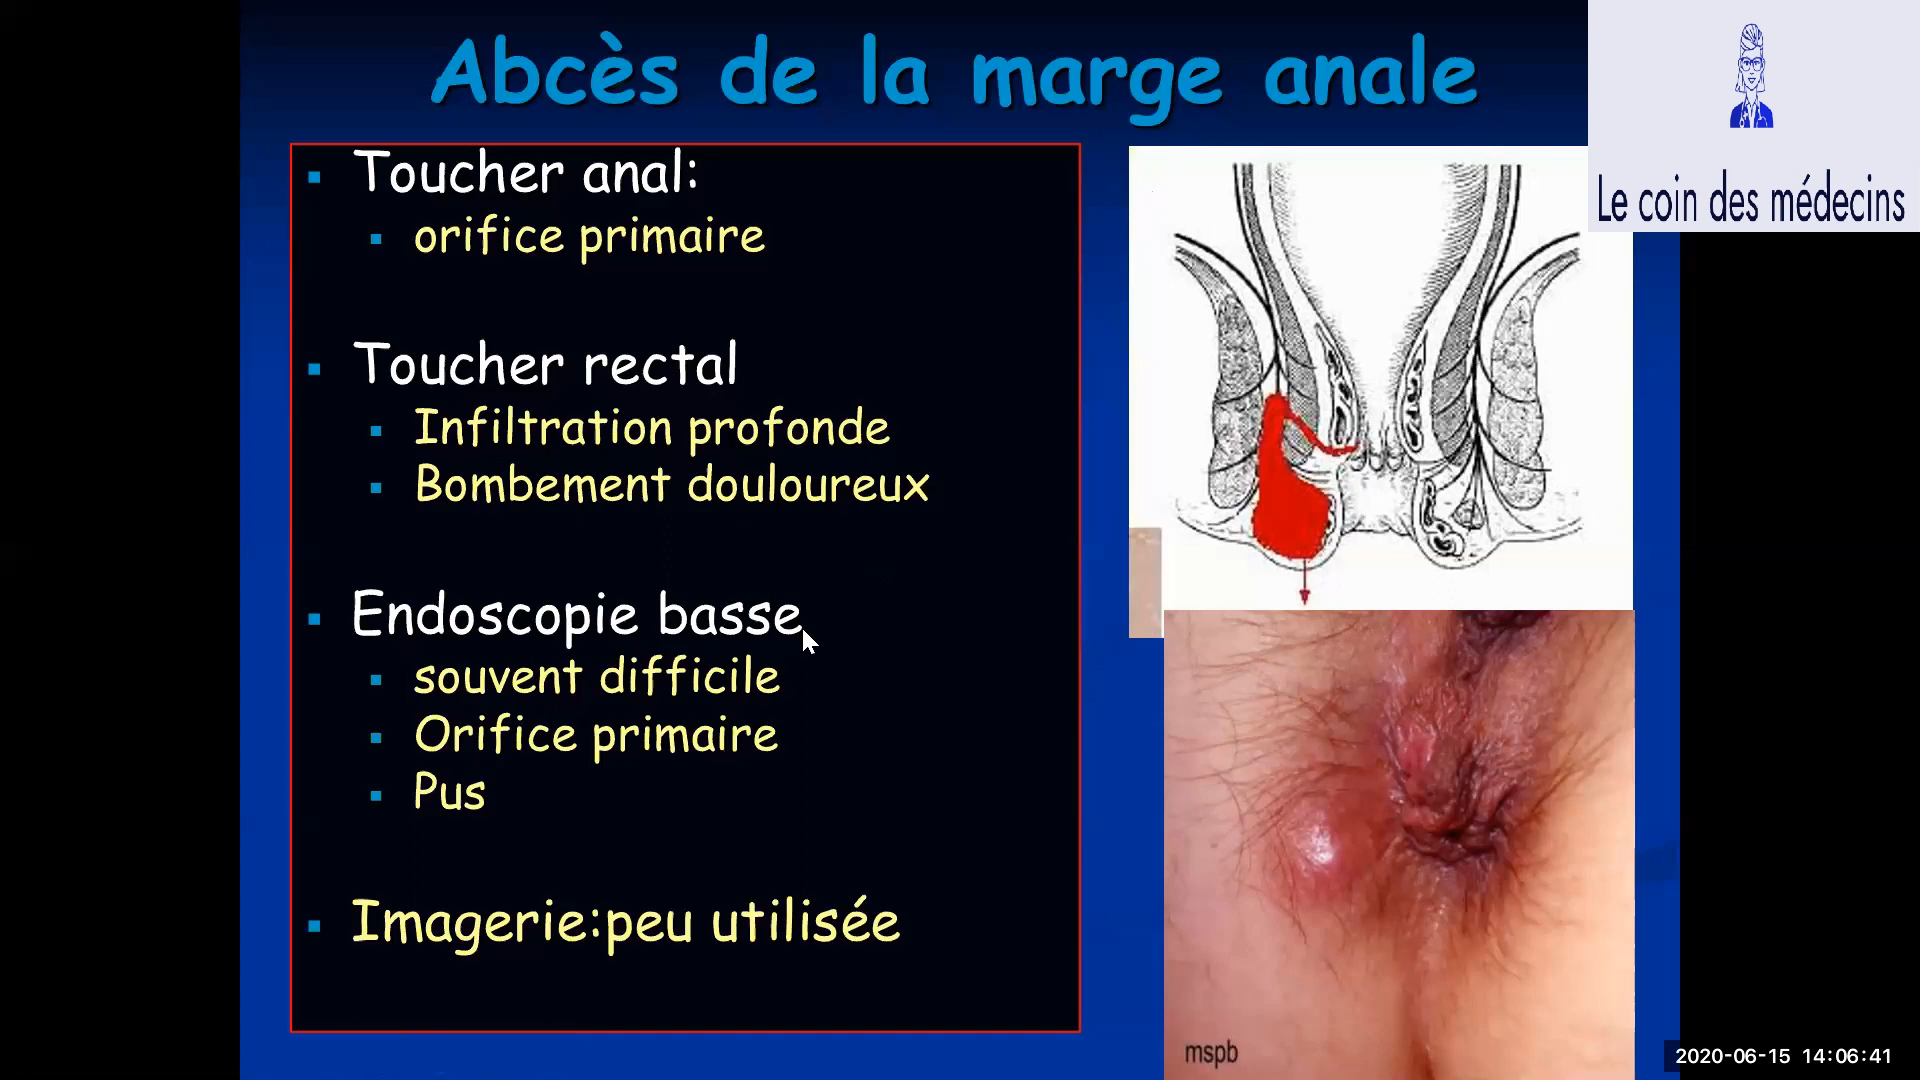 Abcès de la marge anale
Le coin des médecins
Toucher anal:
orifice primaire
Toucher rectal
Infiltration profonde
Bombement douloureux
Endoscopie basse
souvent difficile
Orifice primaire
Pus
Imagerie:peu utilisée
mspb
2020-06-15 14:06:41